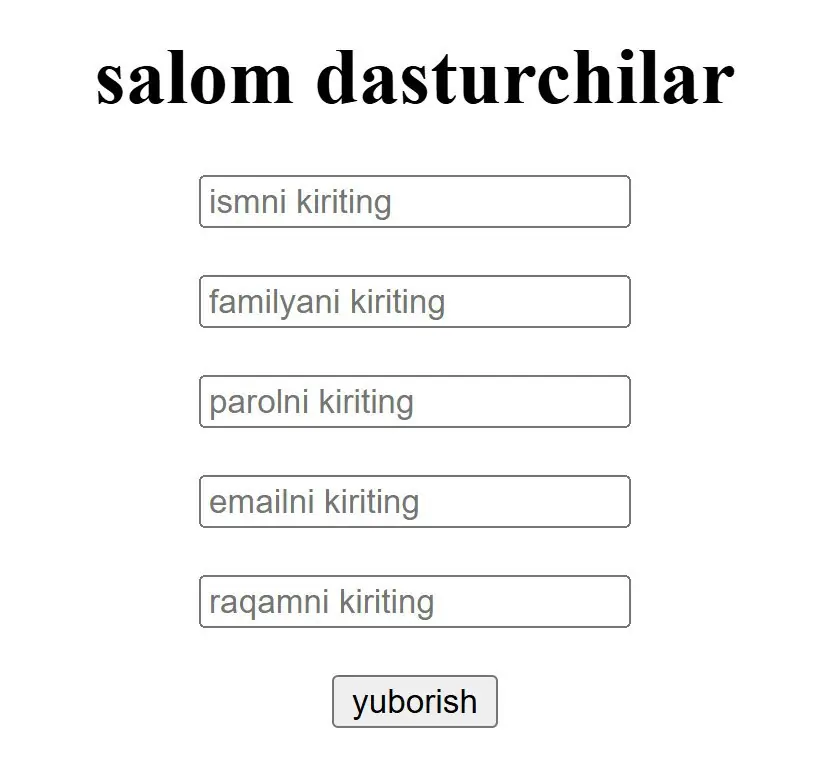 salom dasturchilar
ismni kiriting
familyani kiriting
parolni kiriting
emailni kiriting
raqamni kiriting
yuborish